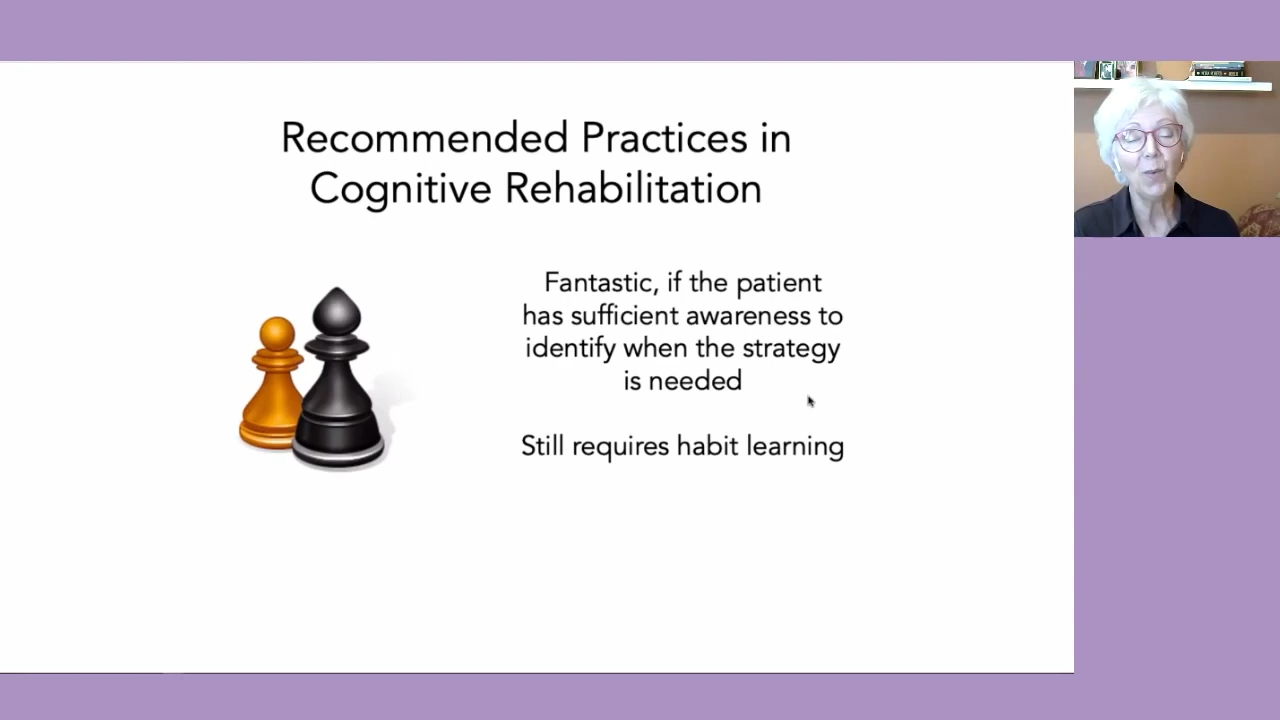 Recommended Practices in
Cognitive Rehabilitation
Fantastic, if the patient
has sufficient awareness to
identify when the strategy
is needed
Still requires habit learning